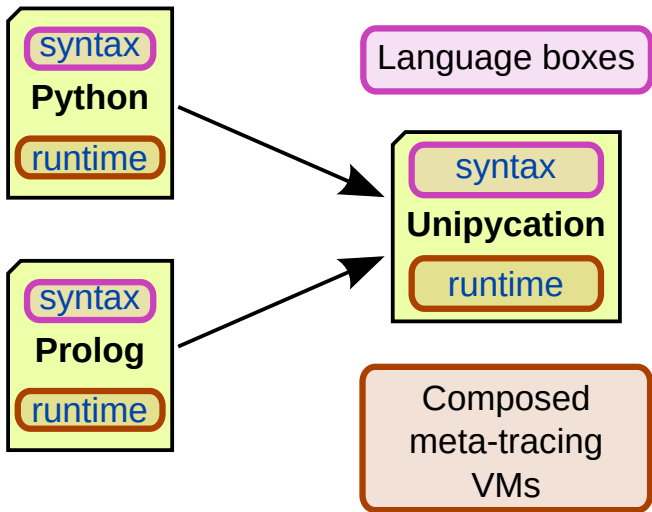 syntax
Python
runtime
Language boxes
syntax
Unipycation
runtime
syntax
Prolog
runtime
Composed
meta-tracing
VMs